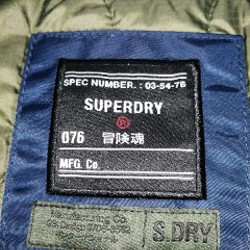 SPEC NUMBER. : 03-54-76
SUPERDRY
®
076 冒険魂
MFG. Co.
S.DRY